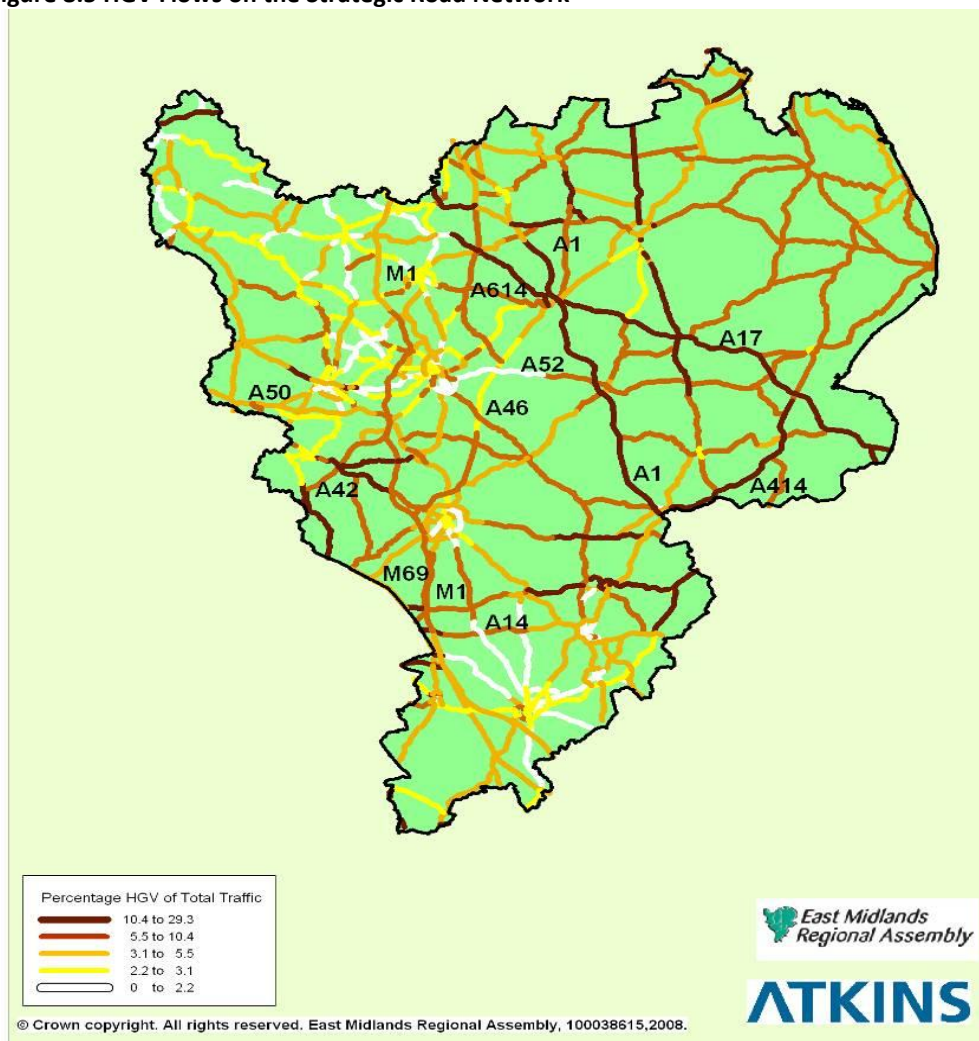 Figure 3.5 HGV Flows on the Strategic Road Network
A1
M1
A614
A17
A52
A50
A46
A42
A1
A414
M69
M1
A14
Percentage HGV of Total Traffic
10.4 to 29.3
5.5 to 10.4
3.1 to 5.5
2.2 to 3.1
0 to 2.2
East Midlands
Regional Assembly
ATKINS
© Crown copyright. All rights reserved. East Midlands Regional Assembly, 100038615,2008.